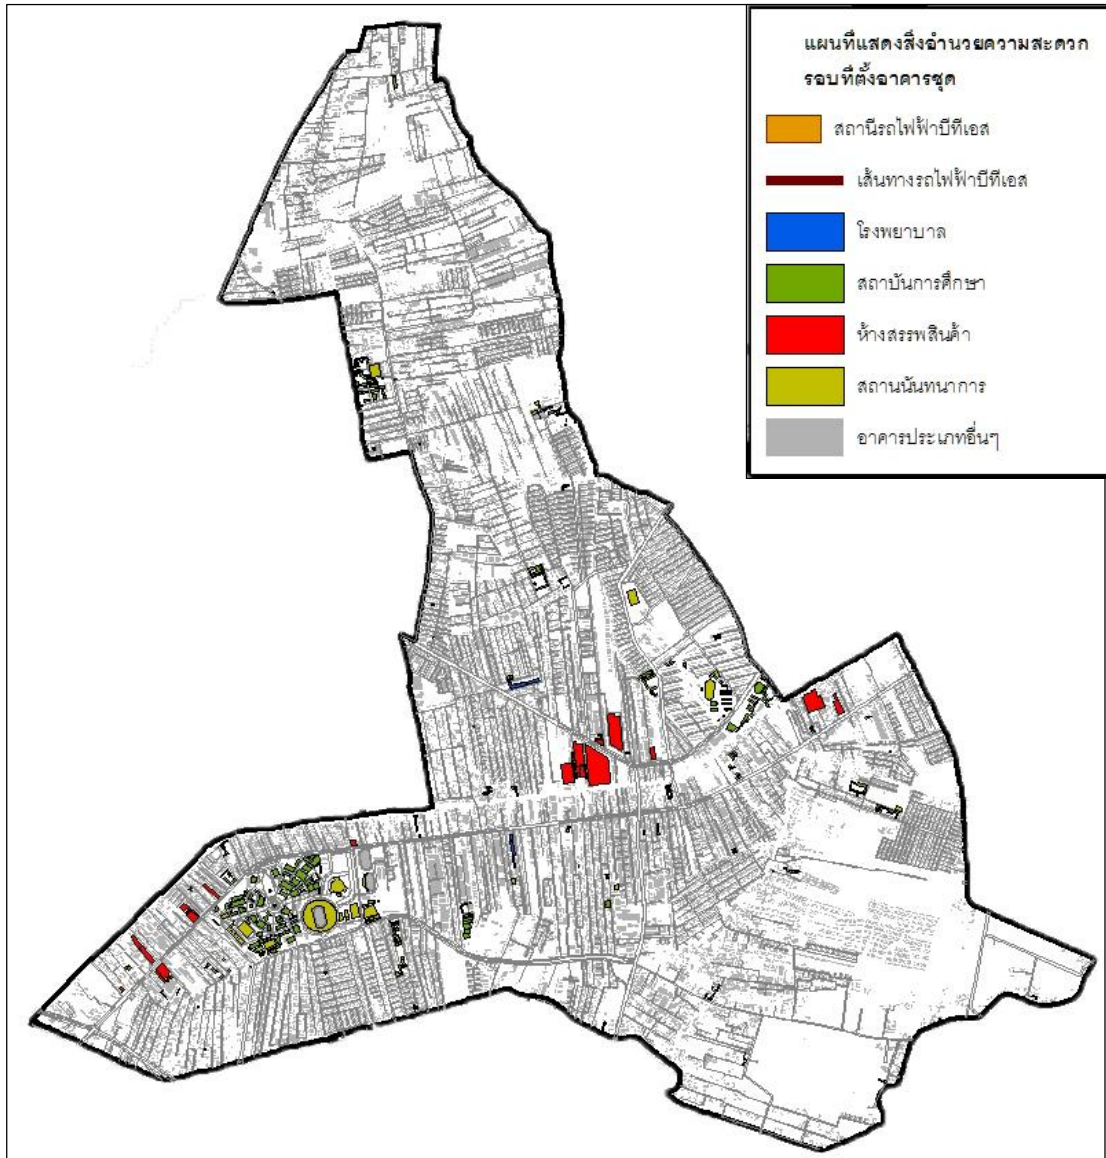 แผนที่แสดงสิ่งอำนวยความสะดวก
รอบที่ตั้งอาคารชุด
สถานีรถไฟฟ้าบีทีเอส
เส้นทางรถไฟฟ้าบีทีเอส
โรงพยาบาล
สถาบันการศึกษา
ห้างสรรพสินค้า
สถานนันทนาการ
อาคารประเภทอื่นๆ